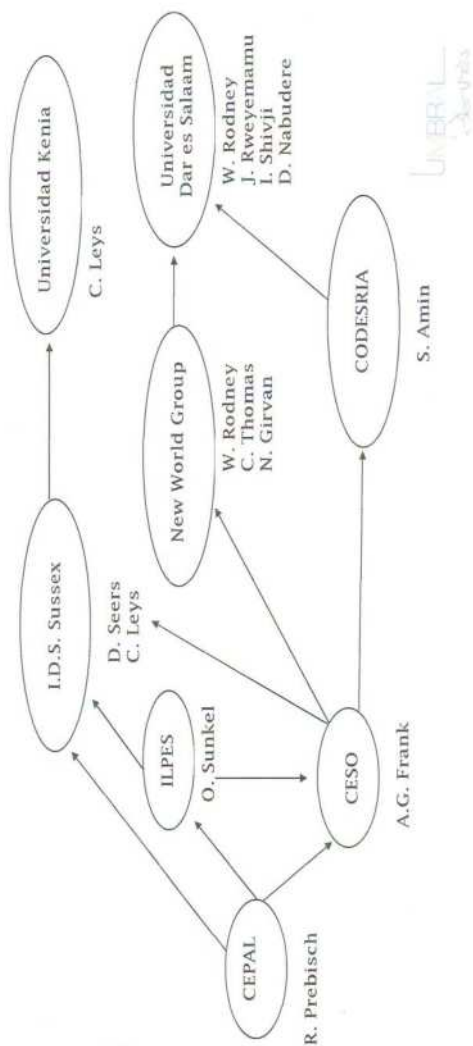 CEPAL
R. Prebisch
ILPES
O. Sunkel
CESO
A.G. Frank
I.D.S. Sussex
D. Seers
C. Leys
New World Group
W. Rodney
C. Thomas
N. Girvan
CODESRIA
S. Amin
Universidad Kenia
C. Leys
Universidad
Dar es Salaam
W. Rodney
J. Rweyemamu
I. Shivji
D. Nabudere
UMBRAL